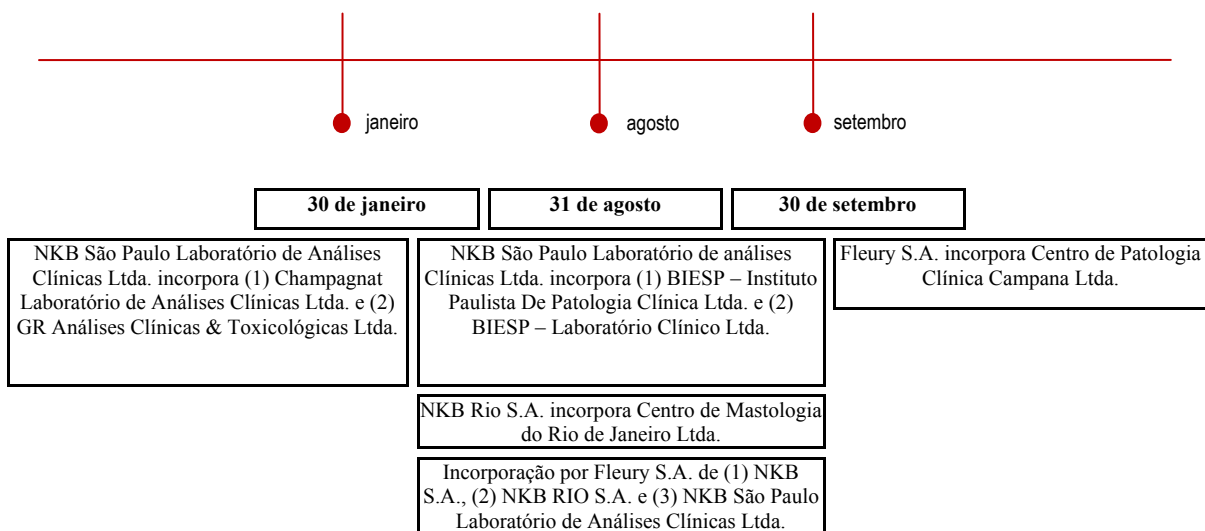 janeiro
agosto
setembro
30 de janeiro
31 de agosto
30 de setembro
NKB São Paulo Laboratório de Análises
Clínicas Ltda. incorpora (1) Champagnat
Laboratório de Análises Clínicas Ltda. e (2)
GR Análises Clínicas & Toxicológicas Ltda.
NKB São Paulo Laboratório de análises
Clínicas Ltda. incorpora (1) BIESP – Instituto
Paulista De Patologia Clínica Ltda. e (2)
BIESP – Laboratório Clínico Ltda.
Fleury S.A. incorpora Centro de Patologia
Clínica Campana Ltda.
NKB Rio S.A. incorpora Centro de Mastologia
do Rio de Janeiro Ltda.
Incorporação por Fleury S.A. de (1) NKB
S.A., (2) NKB RIO S.A. e (3) NKB São Paulo
Laboratório de Análises Clínicas Ltda.